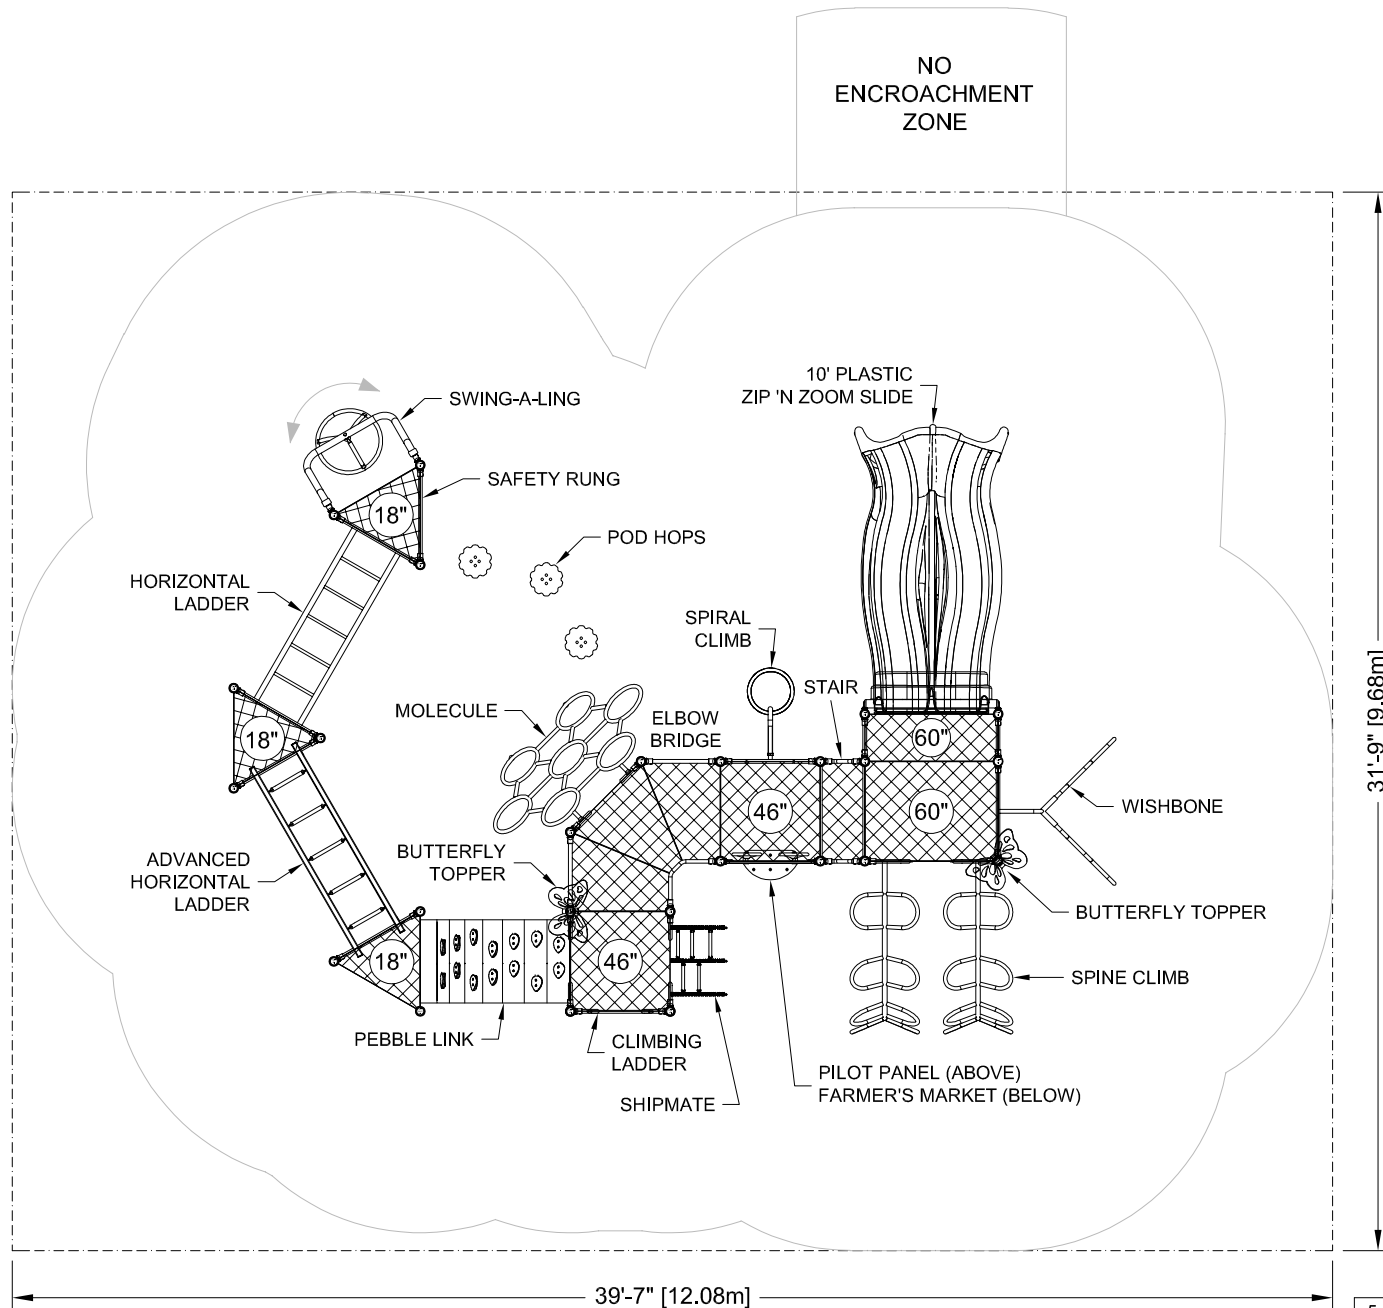 NO
ENCROACHMENT
ZONE
10' PLASTIC
ZIP 'N ZOOM SLIDE
SWING-A-LING
SAFETY RUNG
18"
POD HOPS
HORIZONTAL
LADDER
SPIRAL
CLIMB
STAIR
MOLECULE
ELBOW
BRIDGE
18"
60"
46"
60"
WISHBONE
31'-9" [9.68m]
BUTTERFLY
TOPPER
ADVANCED
HORIZONTAL
LADDER
BUTTERFLY TOPPER
18"
46"
SPINE CLIMB
PEBBLE LINK
CLIMBING
LADDER
PILOT PANEL (ABOVE)
FARMER'S MARKET (BELOW)
SHIPMATE
39'-7" [12.08m]